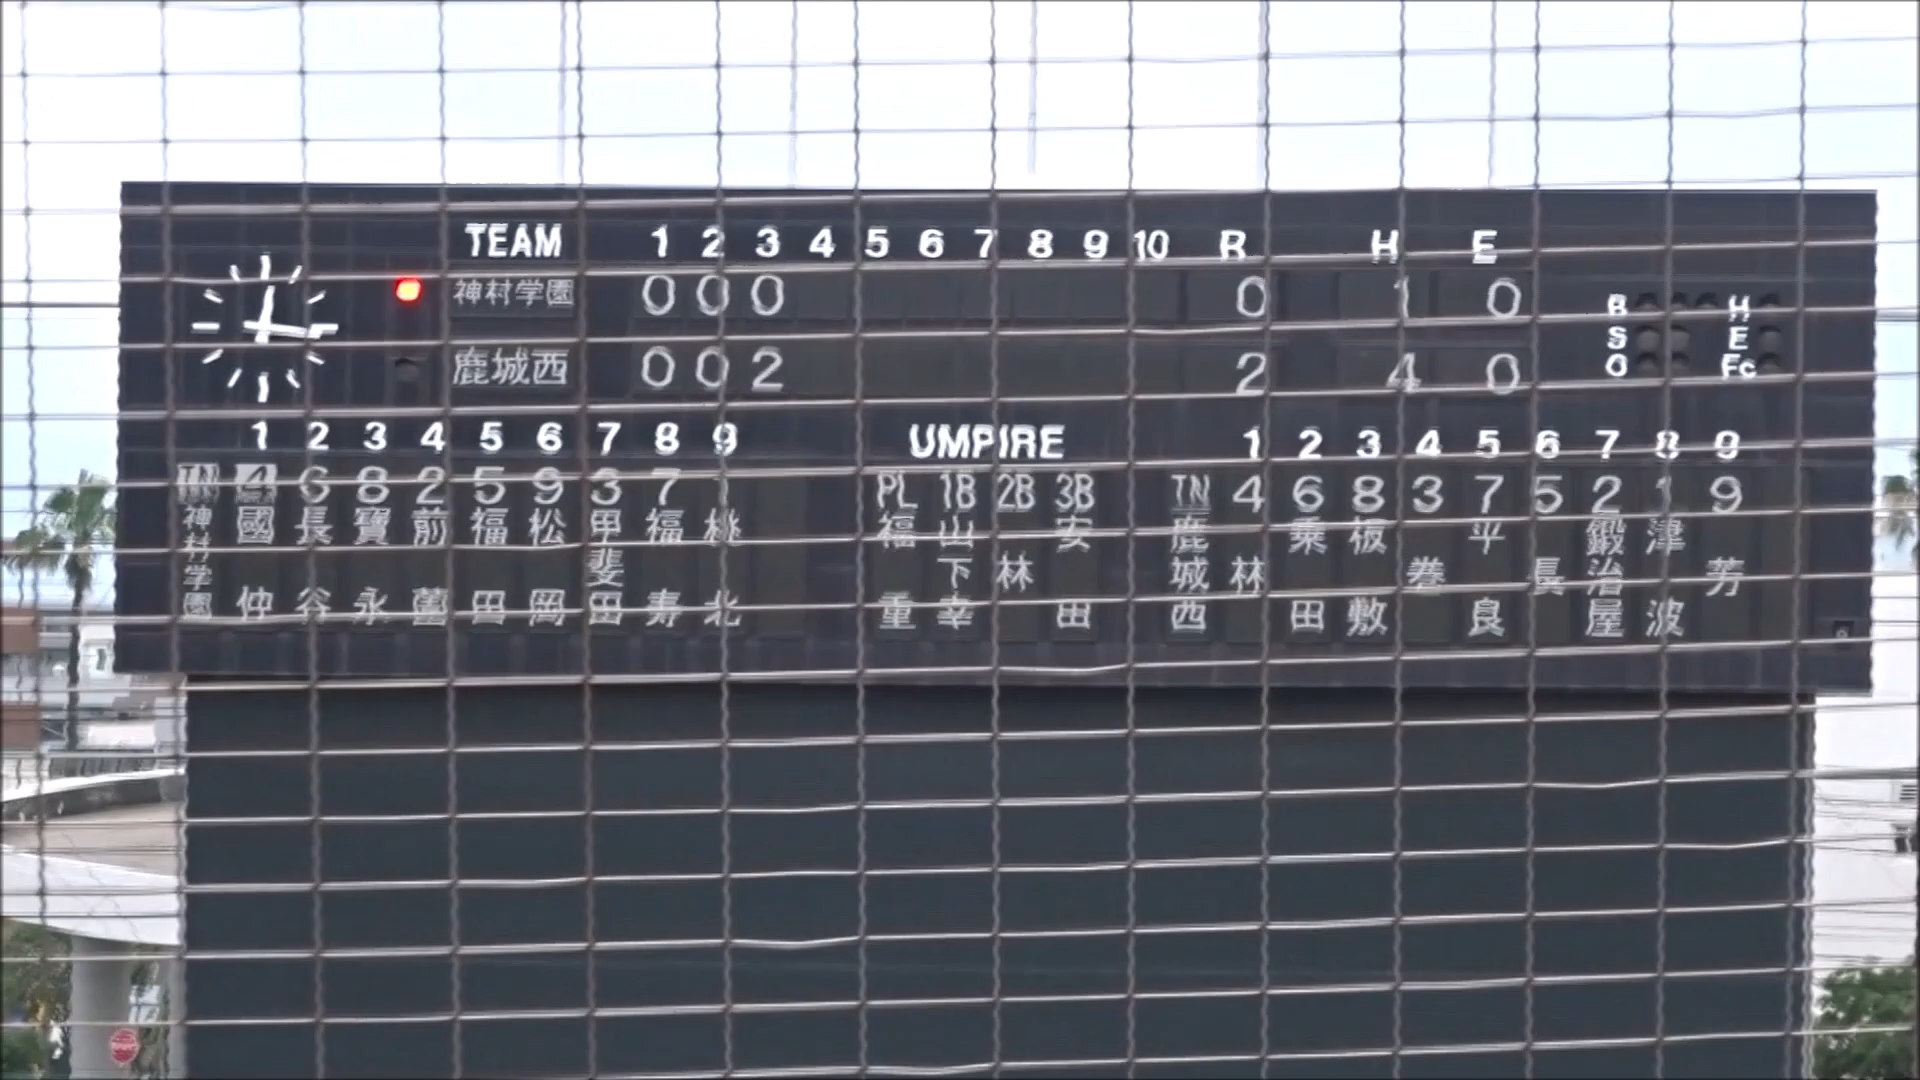 TEAM 1 2 3 4 5 6 7 8 9 10 R H E
神村学園 0 0 0 0 1 0
B H
鹿城西 0 0 2 2 4 0
S E
O Fc
1 2 3 4 5 6 7 8 9
TN 4 6 8 2 5 9 3 7 1
神村学園
國仲
長谷
寶永
前薗
福田
松岡
甲斐田
福寿
桃北
UMPIRE
PL 1B 2B 3B
福重
山下幸
林
安田
1 2 3 4 5 6 7 8 9
TN 4 6 8 3 7 5 2 1 9
鹿城西
林
乗田
板敷
巻
平良
長
鍛治屋
津波
芳